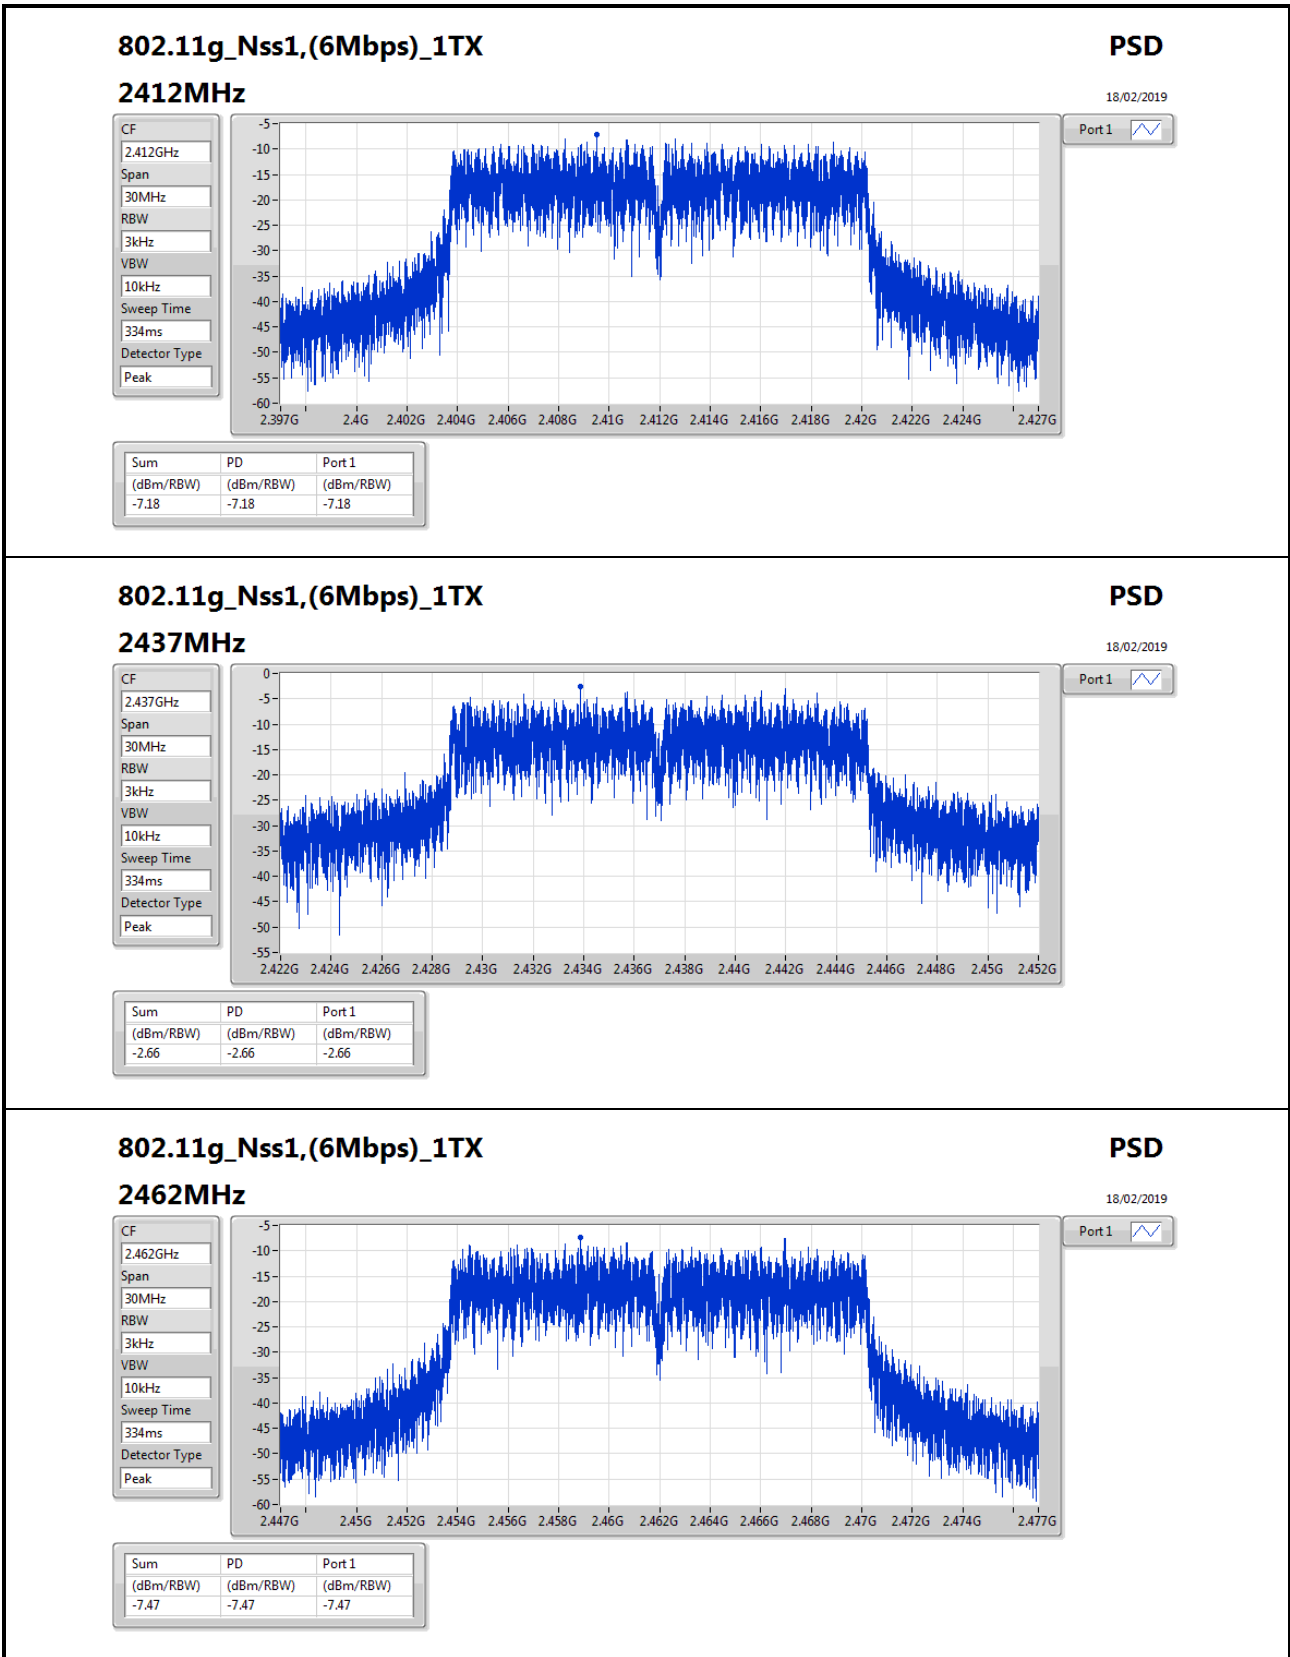 802.11g_Nss1,(6Mbps)_1TX PSD
2412MHz 18/02/2019
CF
2.412GHz
Span
30MHz
RBW
3kHz
VBW
10kHz
Sweep Time
334ms
Detector Type
Peak
-5
-10
-15
-20
-25
-30
-35
-40
-45
-50
-55
-60
2.397G 2.4G 2.402G 2.404G 2.406G 2.408G 2.41G 2.412G 2.414G 2.416G 2.418G 2.42G 2.422G 2.424G 2.427G
Port 1
Sum PD Port 1
(dBm/RBW) (dBm/RBW) (dBm/RBW)
-7.18 -7.18 -7.18
802.11g_Nss1,(6Mbps)_1TX PSD
2437MHz 18/02/2019
CF
2.437GHz
Span
30MHz
RBW
3kHz
VBW
10kHz
Sweep Time
334ms
Detector Type
Peak
0
-5
-10
-15
-20
-25
-30
-35
-40
-45
-50
-55
2.422G 2.424G 2.426G 2.428G 2.43G 2.432G 2.434G 2.436G 2.438G 2.44G 2.442G 2.444G 2.446G 2.448G 2.45G 2.452G
Port 1
Sum PD Port 1
(dBm/RBW) (dBm/RBW) (dBm/RBW)
-2.66 -2.66 -2.66
802.11g_Nss1,(6Mbps)_1TX PSD
2462MHz 18/02/2019
CF
2.462GHz
Span
30MHz
RBW
3kHz
VBW
10kHz
Sweep Time
334ms
Detector Type
Peak
-5
-10
-15
-20
-25
-30
-35
-40
-45
-50
-55
-60
2.447G 2.45G 2.452G 2.454G 2.456G 2.458G 2.46G 2.462G 2.464G 2.466G 2.468G 2.47G 2.472G 2.474G 2.477G
Port 1
Sum PD Port 1
(dBm/RBW) (dBm/RBW) (dBm/RBW)
-7.47 -7.47 -7.47